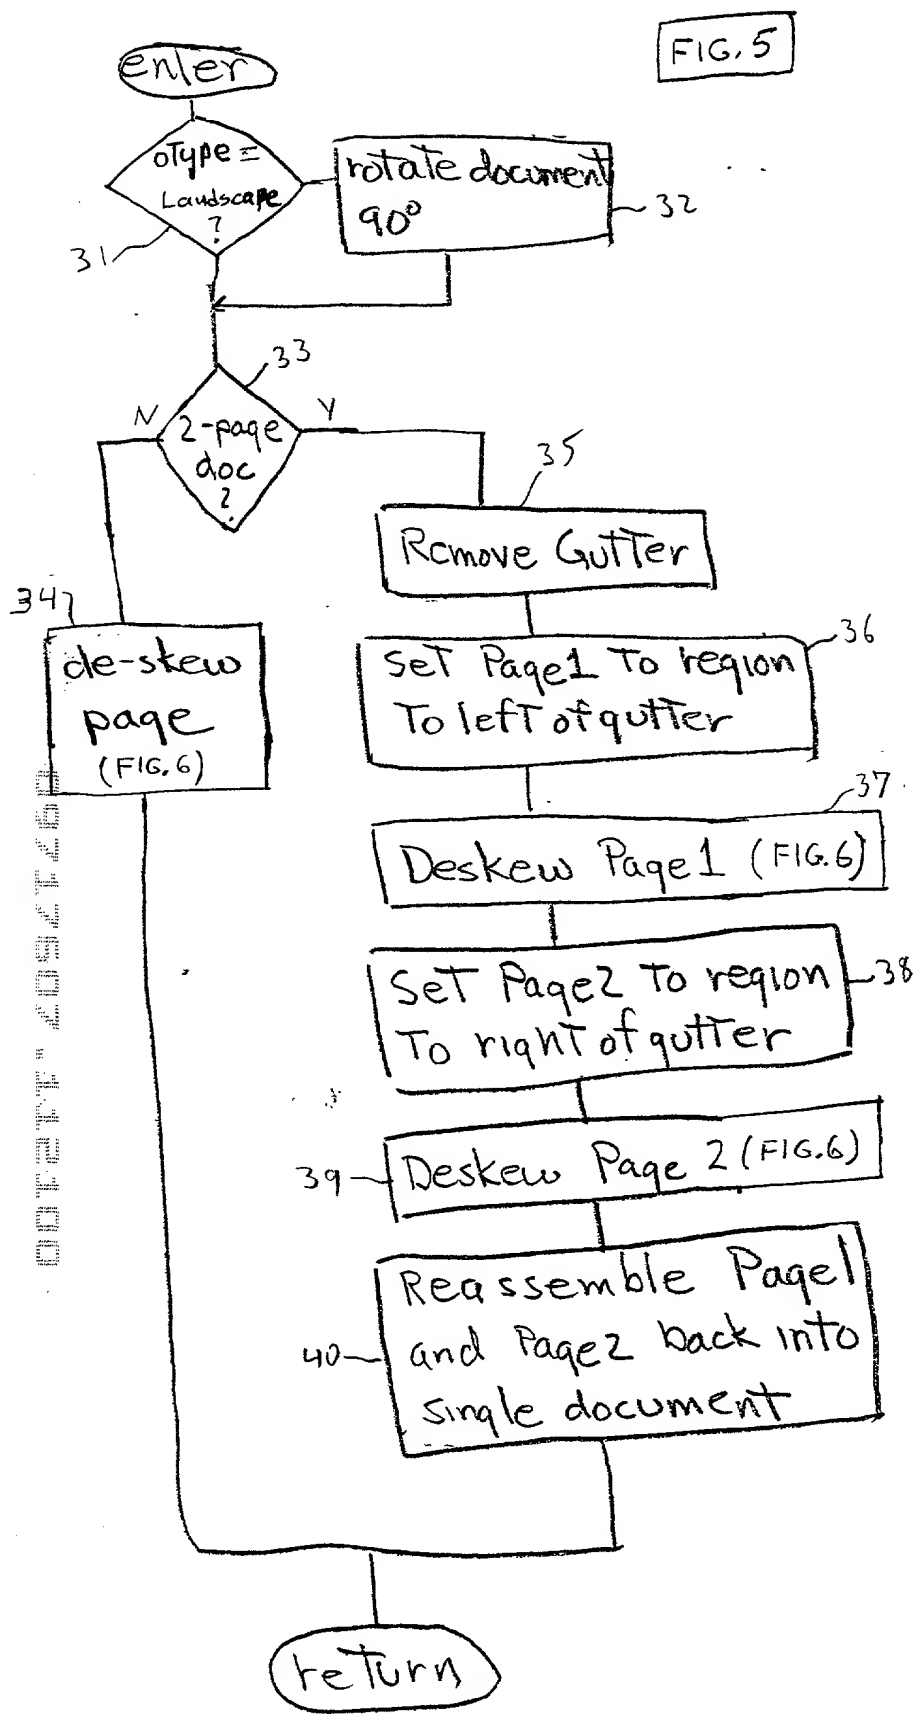 FIG. 5
enter
oType =
Landscape
?
31
rotate document
90°
32
33
N
Y
2-page
doc
?
35
Remove Gutter
34
de-skew
page
(FIG. 6)
36
Set Page1 To region
To left of gutter
37
Deskew Page1 (FIG. 6)
Set Page2 To region
To right of gutter
38
39
Deskew Page 2 (FIG. 6)
Reassemble Page1
and Page2 back into
single document
40
return